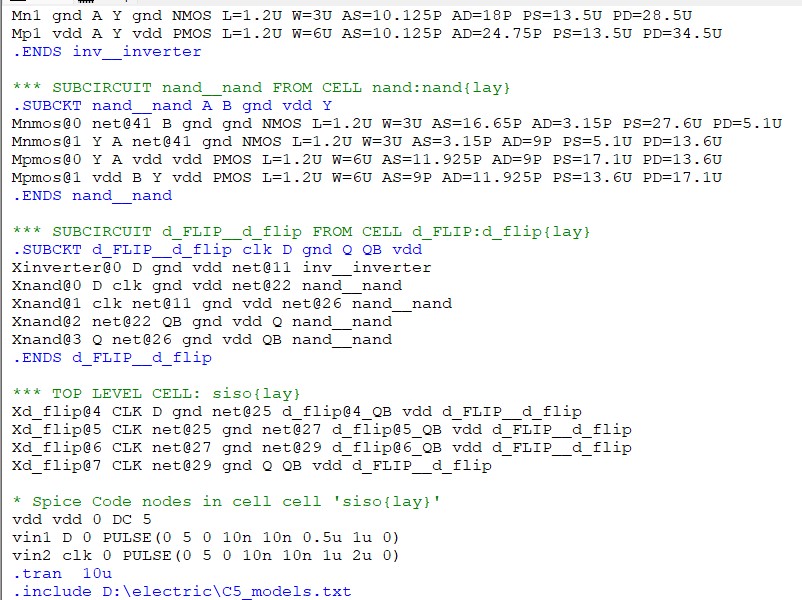 Mn1 gnd A Y gnd NMOS L=1.2U W=3U AS=10.125P AD=18P PS=13.5U PD=28.5U
Mp1 vdd A Y vdd PMOS L=1.2U W=6U AS=10.125P AD=24.75P PS=13.5U PD=34.5U
.ENDS inv__inverter
*** SUBCIRCUIT nand__nand FROM CELL nand:nand{lay}
.SUBCKT nand__nand A B gnd vdd Y
Mnmos@0 net@41 B gnd gnd NMOS L=1.2U W=3U AS=16.65P AD=3.15P PS=27.6U PD=5.1U
Mnmos@1 Y A net@41 gnd NMOS L=1.2U W=3U AS=3.15P AD=9P PS=5.1U PD=13.6U
Mpmos@0 Y A vdd vdd PMOS L=1.2U W=6U AS=11.925P AD=9P PS=17.1U PD=13.6U
Mpmos@1 vdd B Y vdd PMOS L=1.2U W=6U AS=9P AD=11.925P PS=13.6U PD=17.1U
.ENDS nand__nand
*** SUBCIRCUIT d_FLIP__d_flip FROM CELL d_FLIP:d_flip{lay}
.SUBCKT d_FLIP__d_flip clk D gnd Q QB vdd
Xinverter@0 D gnd vdd net@11 inv__inverter
Xnand@0 D clk gnd vdd net@22 nand__nand
Xnand@1 clk net@11 gnd vdd net@26 nand__nand
Xnand@2 net@22 QB gnd vdd Q nand__nand
Xnand@3 Q net@26 gnd vdd QB nand__nand
.ENDS d_FLIP__d_flip
*** TOP LEVEL CELL: siso{lay}
Xd_flip@4 CLK D gnd net@25 d_flip@4_QB vdd d_FLIP__d_flip
Xd_flip@5 CLK net@25 gnd net@27 d_flip@5_QB vdd d_FLIP__d_flip
Xd_flip@6 CLK net@27 gnd net@29 d_flip@6_QB vdd d_FLIP__d_flip
Xd_flip@7 CLK net@29 gnd Q QB vdd d_FLIP__d_flip
* Spice Code nodes in cell cell 'siso{lay}'
vdd vdd 0 DC 5
vin1 D 0 PULSE(0 5 0 10n 10n 0.5u 1u 0)
vin2 clk 0 PULSE(0 5 0 10n 10n 1u 2u 0)
.tran 10u
.include D:\electric\C5_models.txt